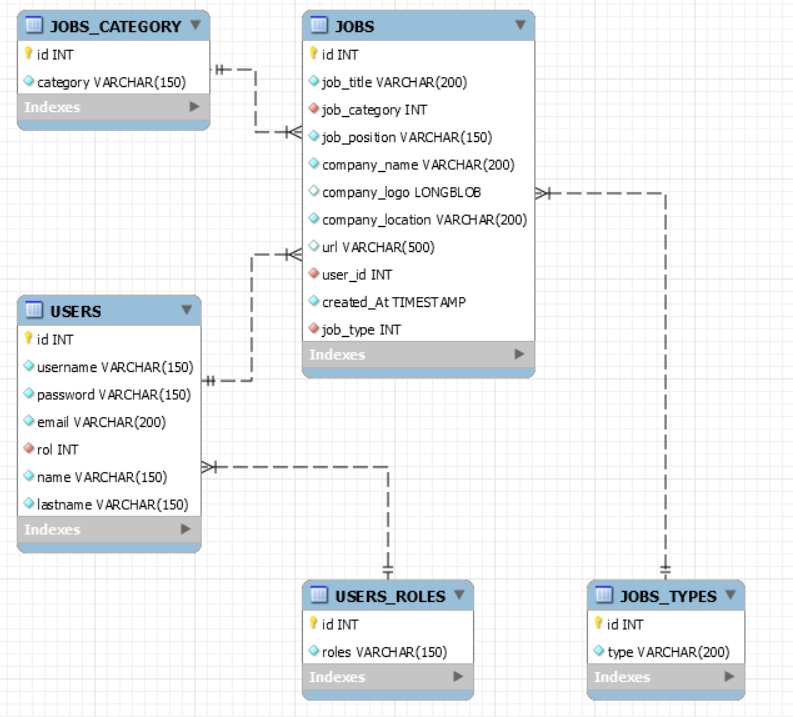 JOBS_CATEGORY
id INT
category VARCHAR(150)
Indexes
JOBS
id INT
job_title VARCHAR(200)
job_category INT
job_position VARCHAR(150)
company_name VARCHAR(200)
company_logo LONGBLOB
company_location VARCHAR(200)
url VARCHAR(500)
user_id INT
created_At TIMESTAMP
job_type INT
Indexes
USERS
id INT
username VARCHAR(150)
password VARCHAR(150)
email VARCHAR(200)
rol INT
name VARCHAR(150)
lastname VARCHAR(150)
Indexes
USERS_ROLES
id INT
roles VARCHAR(150)
Indexes
JOBS_TYPES
id INT
type VARCHAR(200)
Indexes